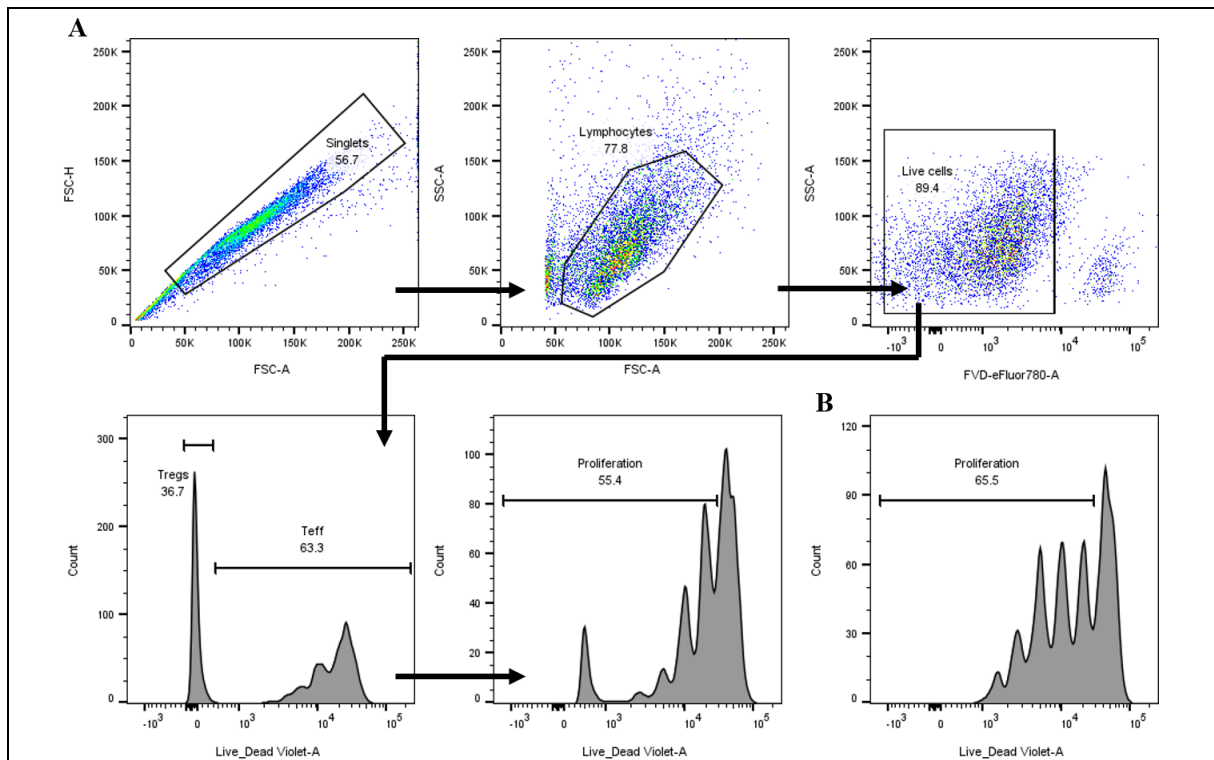 A
FSC-H
250K
200K
150K
100K
50K
0
Singlets
56.7
0
50K
100K
150K
200K
250K
FSC-A
SSC-A
250K
200K
150K
100K
50K
0
Lymphocytes
77.8
0
50K
100K
150K
200K
250K
FSC-A
SSC-A
250K
200K
150K
100K
50K
0
Live cells
89.4
-10³
0
10³
10⁴
10⁵
FVD-eFluor780-A
Count
300
200
100
0
Tregs
36.7
Teff
63.3
-10³
0
10³
10⁴
10⁵
Live_Dead Violet-A
Count
100
80
60
40
20
0
Proliferation
55.4
-10³
0
10³
10⁴
10⁵
Live_Dead Violet-A
B
Count
120
90
60
30
0
Proliferation
65.5
-10³
0
10³
10⁴
10⁵
Live_Dead Violet-A